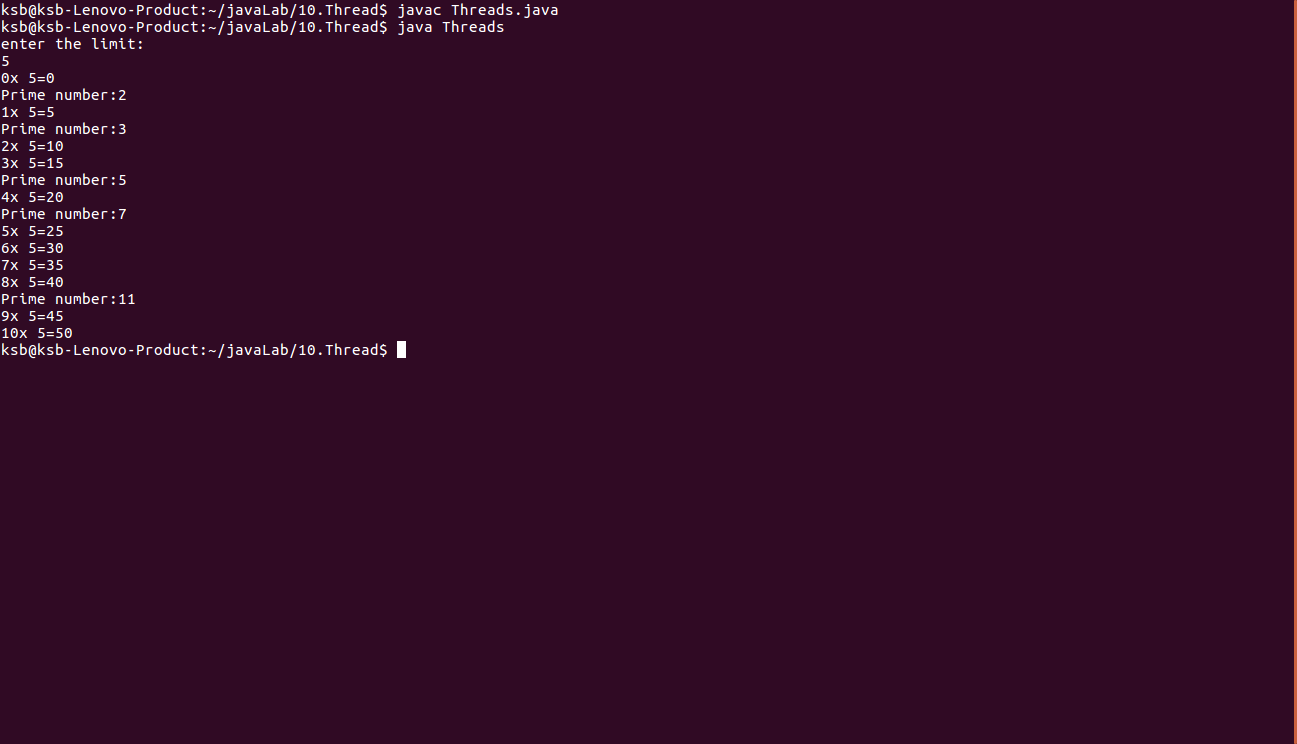 ksb@ksb-Lenovo-Product:~/javaLab/10.Thread$ javac Threads.java
ksb@ksb-Lenovo-Product:~/javaLab/10.Thread$ java Threads
enter the limit:
5
0x 5=0
Prime number:2
1x 5=5
Prime number:3
2x 5=10
3x 5=15
Prime number:5
4x 5=20
Prime number:7
5x 5=25
6x 5=30
7x 5=35
8x 5=40
Prime number:11
9x 5=45
10x 5=50
ksb@ksb-Lenovo-Product:~/javaLab/10.Thread$